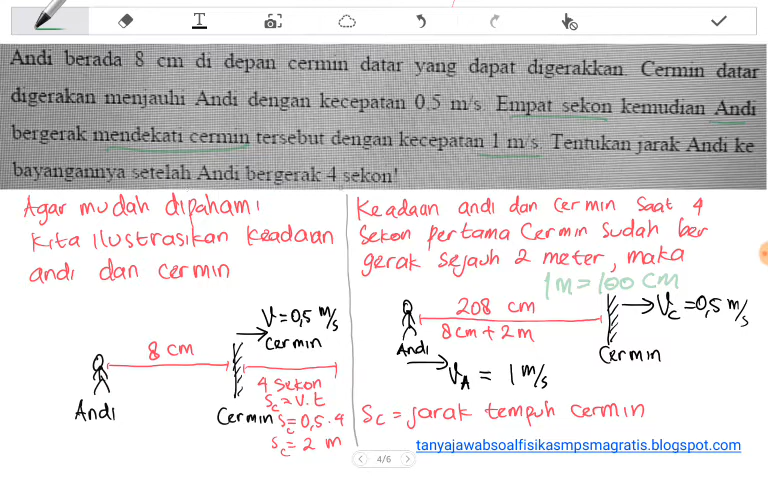 Andi berada 8 cm di depan cermin datar yang dapat digerakkan. Cermin datar
digerakan menjauhi Andi dengan kecepatan 0,5 m/s. Empat sekon kemudian Andi
bergerak mendekati cermin tersebut dengan kecepatan 1 m/s. Tentukan jarak Andi ke
bayangannya setelah Andi bergerak 4 sekon!
Agar mudah dipahami
kita ilustrasikan keadaan
andi dan cermin
V=0,5 m/s
cermin
8 cm
4 sekon
Sc = v.t
Andi
Cermin
Sc = 0,5 . 4
Sc = 2 m
Keadaan andi dan cermin saat 4
sekon pertama cermin sudah ber
gerak sejauh 2 meter, maka
1 m = 100 cm
208 cm
8cm + 2m
Vc = 0,5 m/s
Andi
Cermin
VA = 1 m/s
Sc = jarak tempuh cermin
4/6
tanyajawabsoalfisikasmpsmagratis.blogspot.com